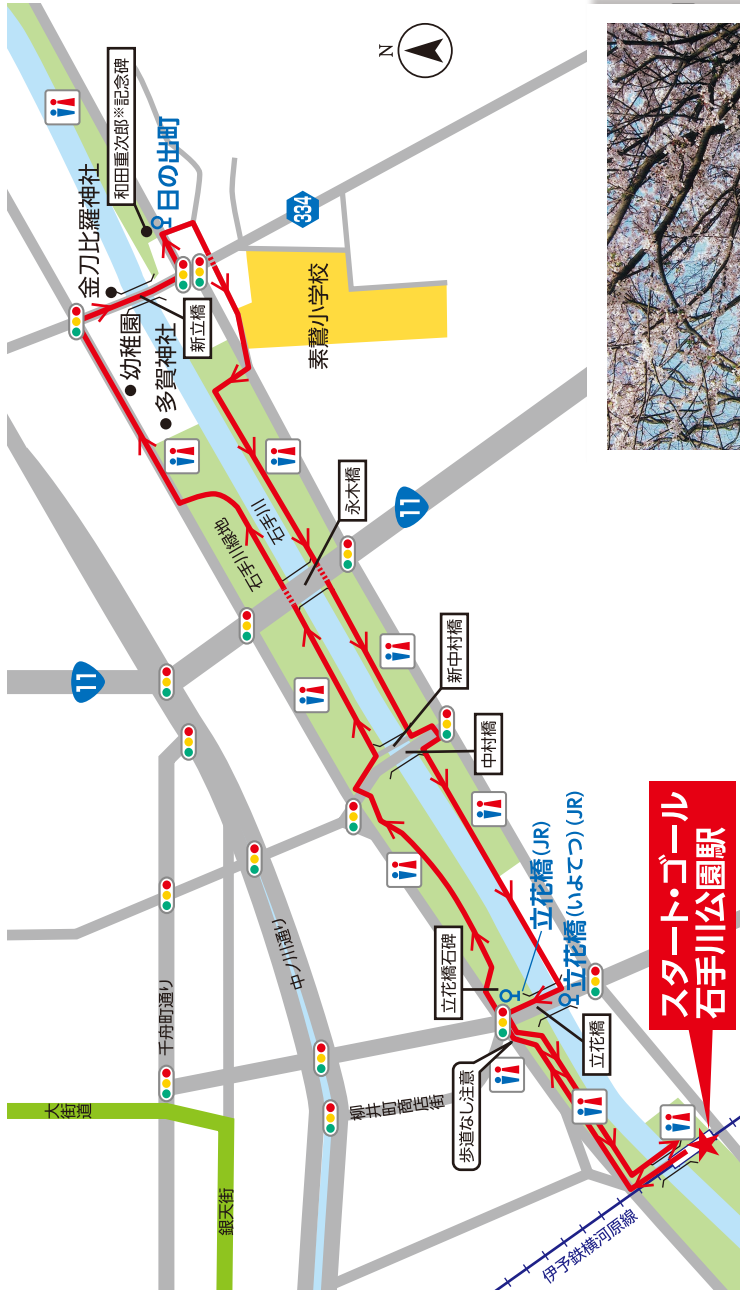 N
和田重次郎※記念碑
日の出町
金刀比羅神社
334
新立橋
幼稚園
多賀神社
素鵞小学校
永木橋
11
石手川緑地
石手川
11
新中村橋
中村橋
立花橋(JR)
立花橋(いよてつ)(JR)
スタート・ゴール
石手川公園駅
立花橋石碑
立花橋
中ノ川通り
千舟町通り
歩道なし注意
柳井町商店街
大街道
銀天街
伊予鉄横河原線